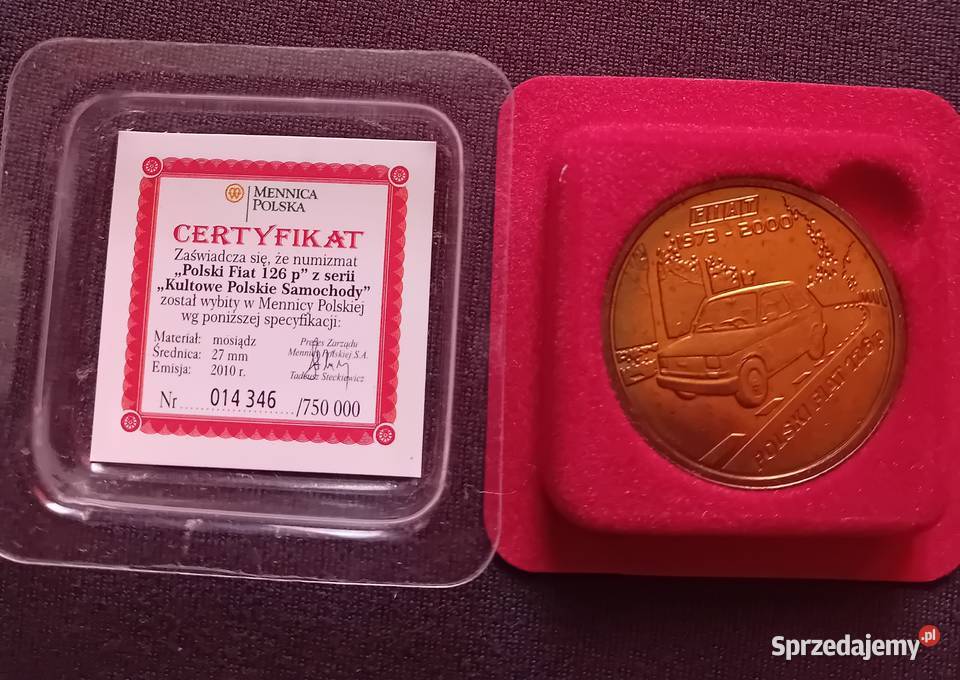 MENNICA
POLSKA
CERTYFIKAT
Zaświadcza się, że numizmat
„Polski Fiat 126 p” z serii
„Kultowe Polskie Samochody”
został wybity w Mennicy Polskiej
wg poniższej specyfikacji:
Materiał: mosiądz
Średnica: 27 mm
Emisja: 2010 r.
Prezes Zarządu
Mennicy Polskiej S.A.
Tadeusz Steckiewicz
Nr 014 346 /750 000
FIAT
1973 - 2000
POLSKI FIAT 126p
Sprzedajemy.pl